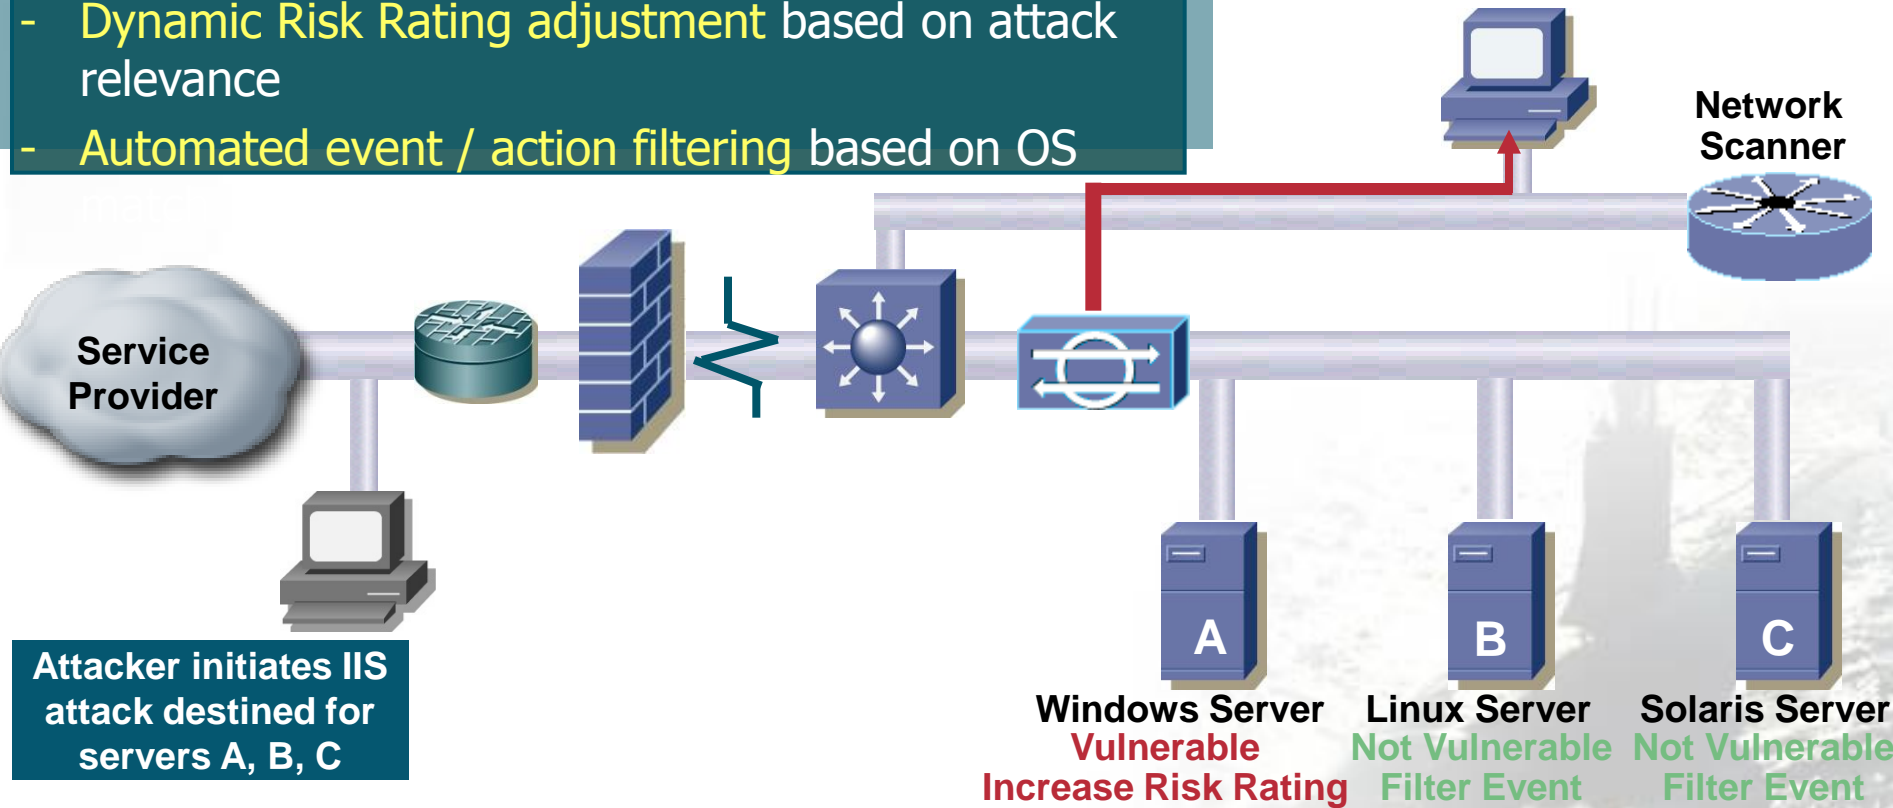 - Dynamic Risk Rating adjustment based on attack
relevance
- Automated event / action filtering based on OS
match
Network
Scanner
Service
Provider
Attacker initiates IIS
attack destined for
servers A, B, C
A
B
C
Windows Server
Vulnerable
Increase Risk Rating
Linux Server
Not Vulnerable
Filter Event
Solaris Server
Not Vulnerable
Filter Event